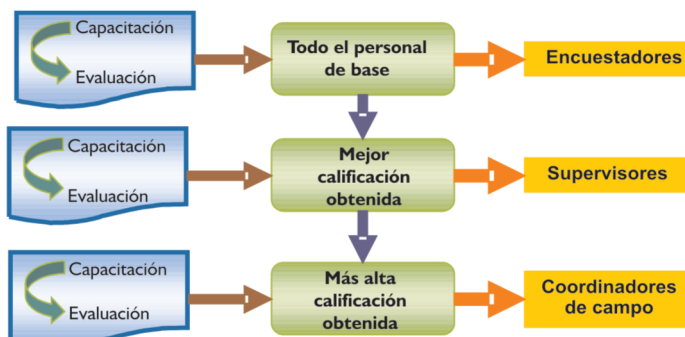 Capacitación
Evaluación
Todo el personal
de base
Encuestadores
Capacitación
Evaluación
Mejor
calificación
obtenida
Supervisores
Capacitación
Evaluación
Más alta
calificación
obtenida
Coordinadores
de campo